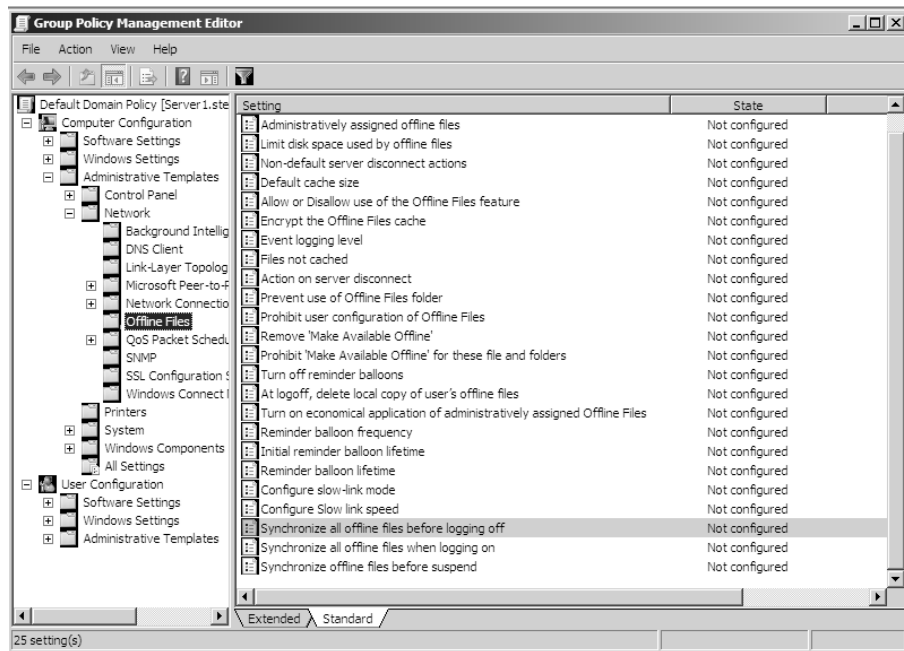 Group Policy Management Editor
File Action View Help
Default Domain Policy [Server1.ste
Computer Configuration
Software Settings
Windows Settings
Administrative Templates
Control Panel
Network
Background Intellig
DNS Client
Link-Layer Topolog
Microsoft Peer-to-P
Network Connectio
Offline Files
QoS Packet Schedu
SNMP
SSL Configuration S
Windows Connect N
Printers
System
Windows Components
All Settings
User Configuration
Software Settings
Windows Settings
Administrative Templates
Setting State
Administratively assigned offline files Not configured
Limit disk space used by offline files Not configured
Non-default server disconnect actions Not configured
Default cache size Not configured
Allow or Disallow use of the Offline Files feature Not configured
Encrypt the Offline Files cache Not configured
Event logging level Not configured
Files not cached Not configured
Action on server disconnect Not configured
Prevent use of Offline Files folder Not configured
Prohibit user configuration of Offline Files Not configured
Remove 'Make Available Offline' Not configured
Prohibit 'Make Available Offline' for these file and folders Not configured
Turn off reminder balloons Not configured
At logoff, delete local copy of user's offline files Not configured
Turn on economical application of administratively assigned Offline Files Not configured
Reminder balloon frequency Not configured
Initial reminder balloon lifetime Not configured
Reminder balloon lifetime Not configured
Configure slow-link mode Not configured
Configure Slow link speed Not configured
Synchronize all offline files before logging off Not configured
Synchronize all offline files when logging on Not configured
Synchronize offline files before suspend Not configured
Extended Standard
25 setting(s)